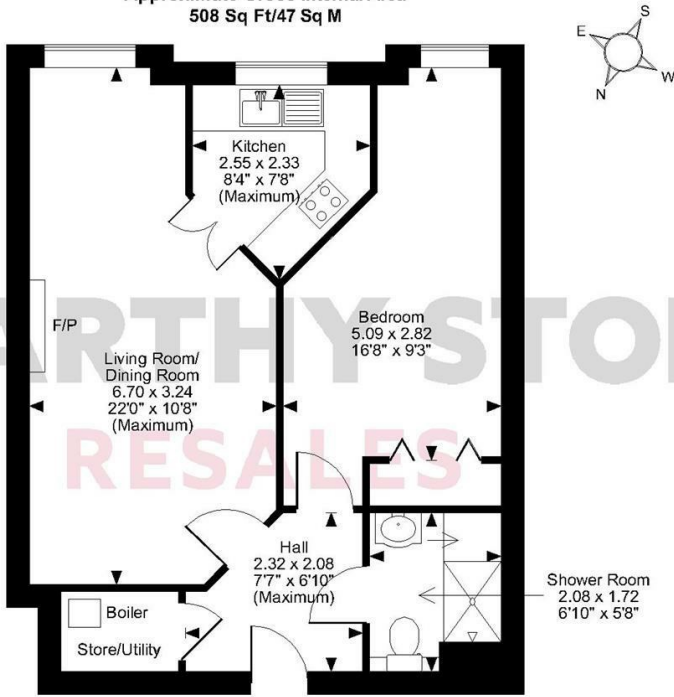 508 Sq Ft/47 Sq M
S
E
W
N
Kitchen
2.55 x 2.33
8'4" x 7'8"
(Maximum)
F/P
Bedroom
5.09 x 2.82
16'8" x 9'3"
Living Room/
Dining Room
6.70 x 3.24
22'0" x 10'8"
(Maximum)
ARTHY STO
RESALES
Hall
2.32 x 2.08
7'7" x 6'10"
(Maximum)
Shower Room
2.08 x 1.72
6'10" x 5'8"
Boiler
Store/Utility